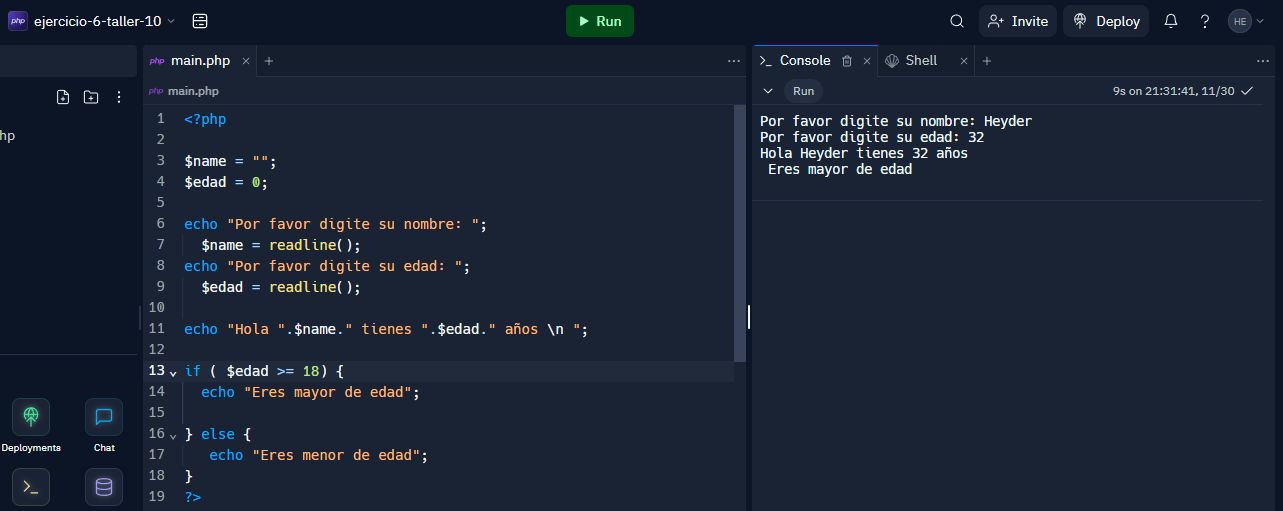 php ejercicio-6-taller-10
Run
Invite
Deploy
HE
hp
Deployments
Chat
php main.php
php main.php
1 <?php
2
3 $name = "";
4 $edad = 0;
5
6 echo "Por favor digite su nombre: ";
7 $name = readline();
8 echo "Por favor digite su edad: ";
9 $edad = readline();
10
11 echo "Hola ".$name." tienes ".$edad." años \n ";
12
13 if ( $edad >= 18) {
14 echo "Eres mayor de edad";
15
16 } else {
17 echo "Eres menor de edad";
18 }
19 ?>
Console
Shell
Run
9s on 21:31:41, 11/30
Por favor digite su nombre: Heyder
Por favor digite su edad: 32
Hola Heyder tienes 32 años
Eres mayor de edad